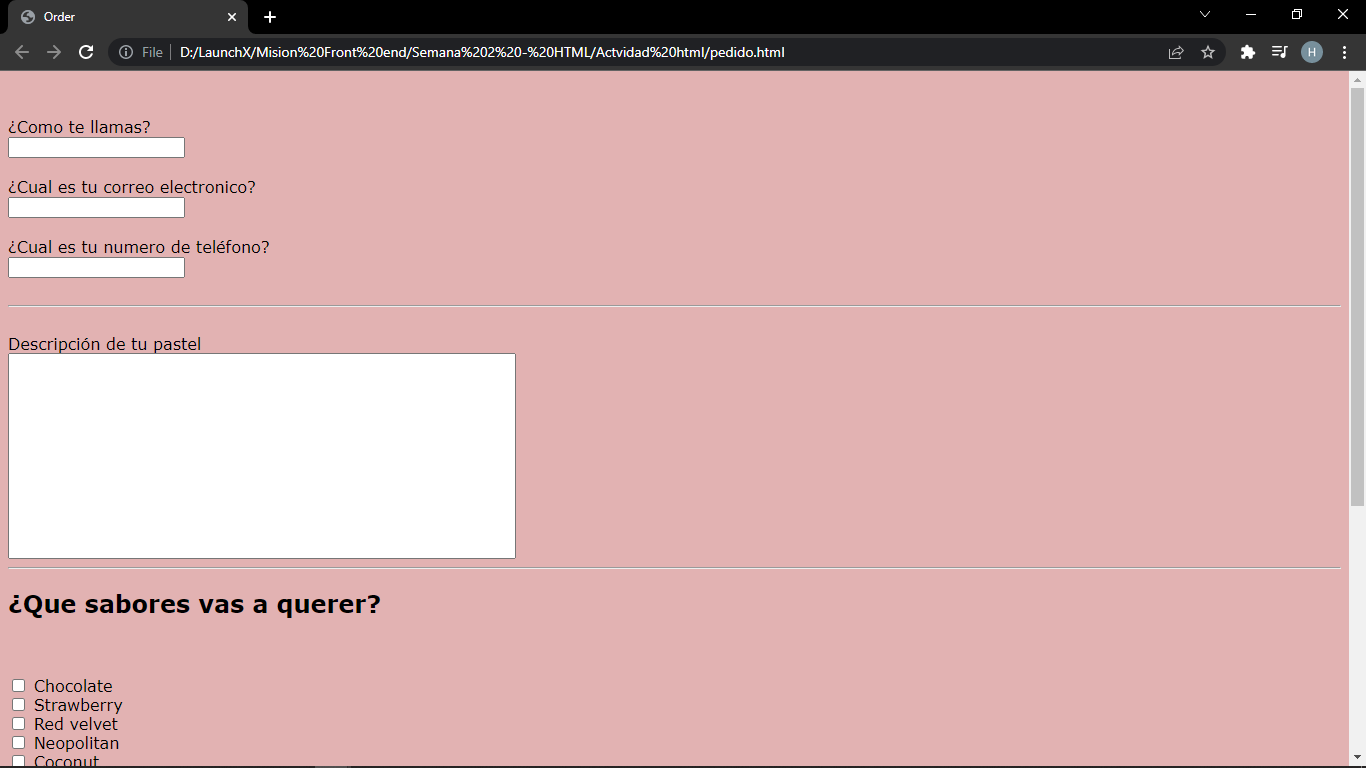 Order
File
D:/LaunchX/Mision%20Front%20end/Semana%202%20-%20HTML/Actvidad%20html/pedido.html
H
¿Como te llamas?
¿Cual es tu correo electronico?
¿Cual es tu numero de teléfono?
Descripción de tu pastel
¿Que sabores vas a querer?
Chocolate
Strawberry
Red velvet
Neopolitan
Coconut